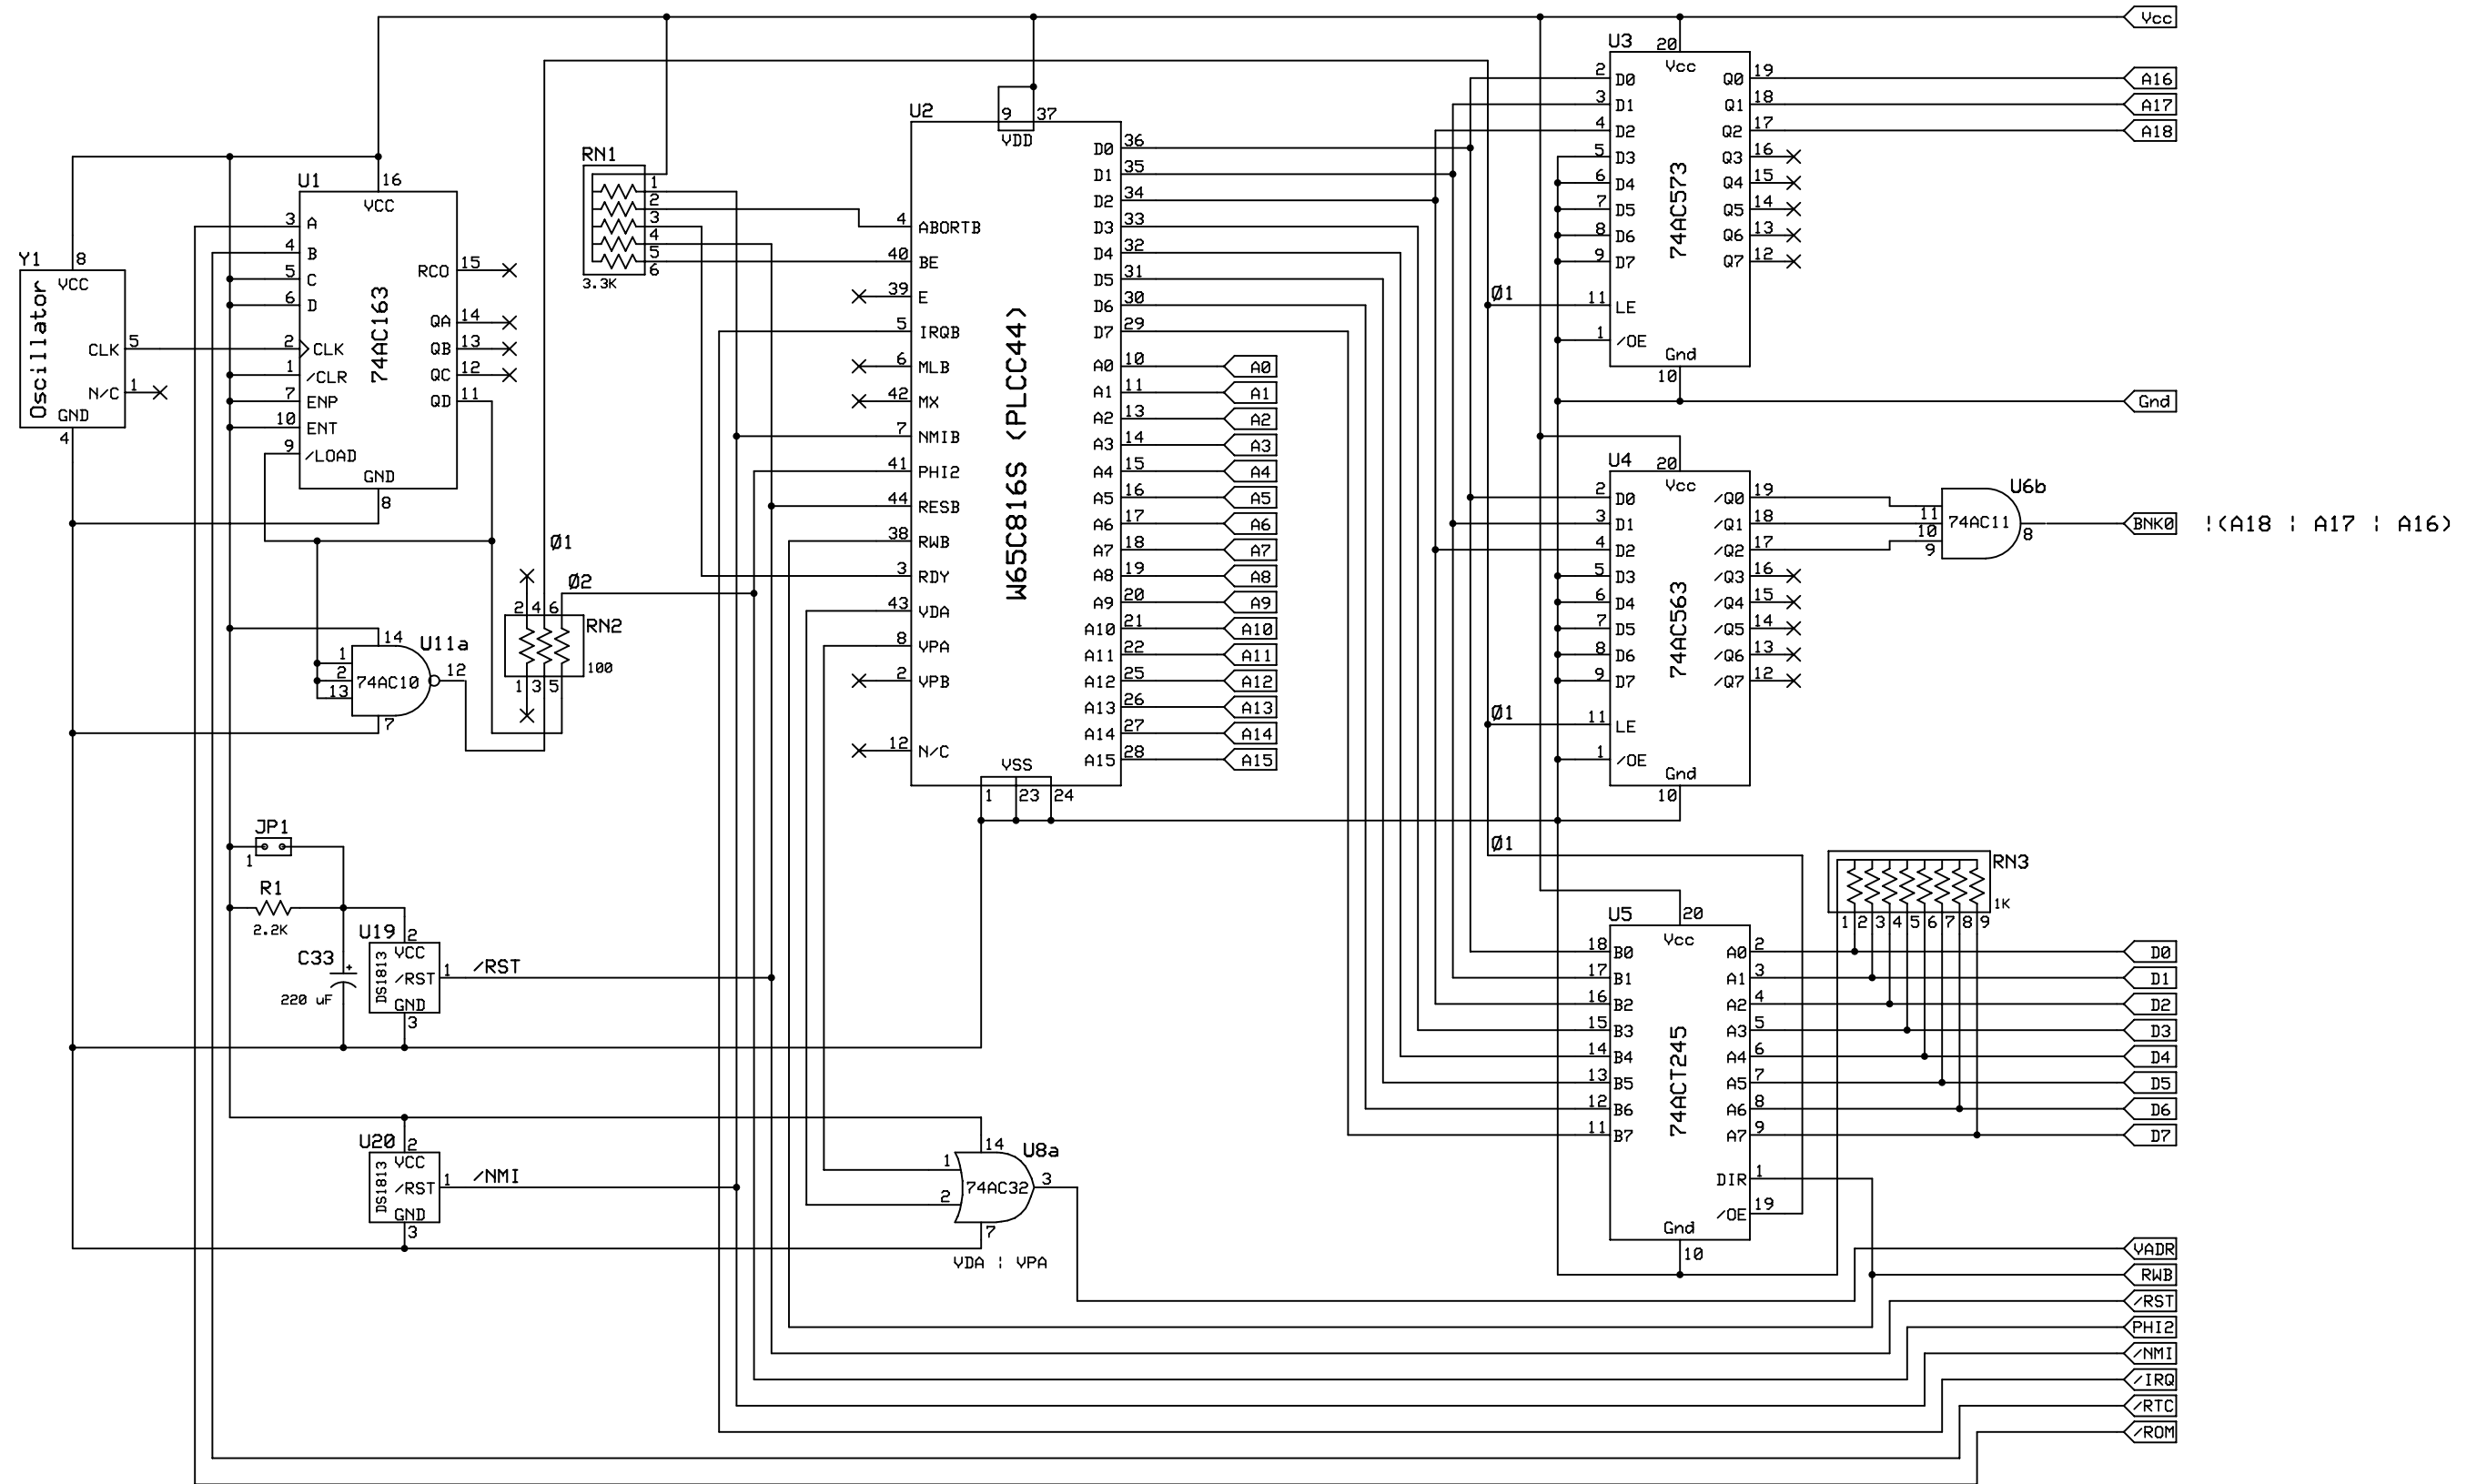 Vcc
A16
A17
A18
Gnd
BNK0 !(A18 ¦ A17 ¦ A16)
D0
D1
D2
D3
D4
D5
D6
D7
VADR
RWB
/RST
PHI2
/NMI
/IRQ
/RTC
/ROM
Y1
Oscillator
8
VCC
CLK 5
N/C 1
GND
4
U1
74AC163
16
VCC
3 A
4 B
5 C
6 D
2 CLK
1 /CLR
7 ENP
10 ENT
9 /LOAD
RCO 15
QA 14
QB 13
QC 12
QD 11
GND
8
RN1
1
2
3
4
5
6
3.3K
U11a
14
1
2
13
74AC10
12
7
Ø1
Ø2
2 4 6
RN2
100
1 3 5
U2
W65C816S (PLCC44)
9 37
VDD
4 ABORTB
40 BE
39 E
5 IRQB
6 MLB
42 MX
7 NMIB
41 PHI2
44 RESB
38 RWB
3 RDY
43 VDA
8 VPA
2 VPB
12 N/C
D0 36
D1 35
D2 34
D3 33
D4 32
D5 31
D6 30
D7 29
A0 10 A0
A1 11 A1
A2 13 A2
A3 14 A3
A4 15 A4
A5 16 A5
A6 17 A6
A7 18 A7
A8 19 A8
A9 20 A9
A10 21 A10
A11 22 A11
A12 25 A12
A13 26 A13
A14 27 A14
A15 28 A15
VSS
1 23 24
U3
74AC573
20
Vcc
2 D0 Q0 19
3 D1 Q1 18
4 D2 Q2 17
5 D3 Q3 16
6 D4 Q4 15
7 D5 Q5 14
8 D6 Q6 13
9 D7 Q7 12
Ø1 11 LE
1 /OE
Gnd
10
U4
74AC563
20
Vcc
2 D0 /Q0 19
3 D1 /Q1 18
4 D2 /Q2 17
5 D3 /Q3 16
6 D4 /Q4 15
7 D5 /Q5 14
8 D6 /Q6 13
9 D7 /Q7 12
Ø1 11 LE
1 /OE
Gnd
10
U6b
11
10
9
74AC11
8
Ø1
U5
74ACT245
20
Vcc
18 B0 A0 2
17 B1 A1 3
16 B2 A2 4
15 B3 A3 5
14 B4 A4 6
13 B5 A5 7
12 B6 A6 8
11 B7 A7 9
DIR 1
/OE 19
Gnd
10
RN3
1K
1 2 3 4 5 6 7 8 9
JP1
1
R1
2.2K
C33
+
220 uF
U19
DS1813
2
VCC
/RST 1 /RST
GND
3
U20
DS1813
2
VCC
/RST 1 /NMI
GND
3
U8a
14
1
2
74AC32
3
7
VDA ¦ VPA